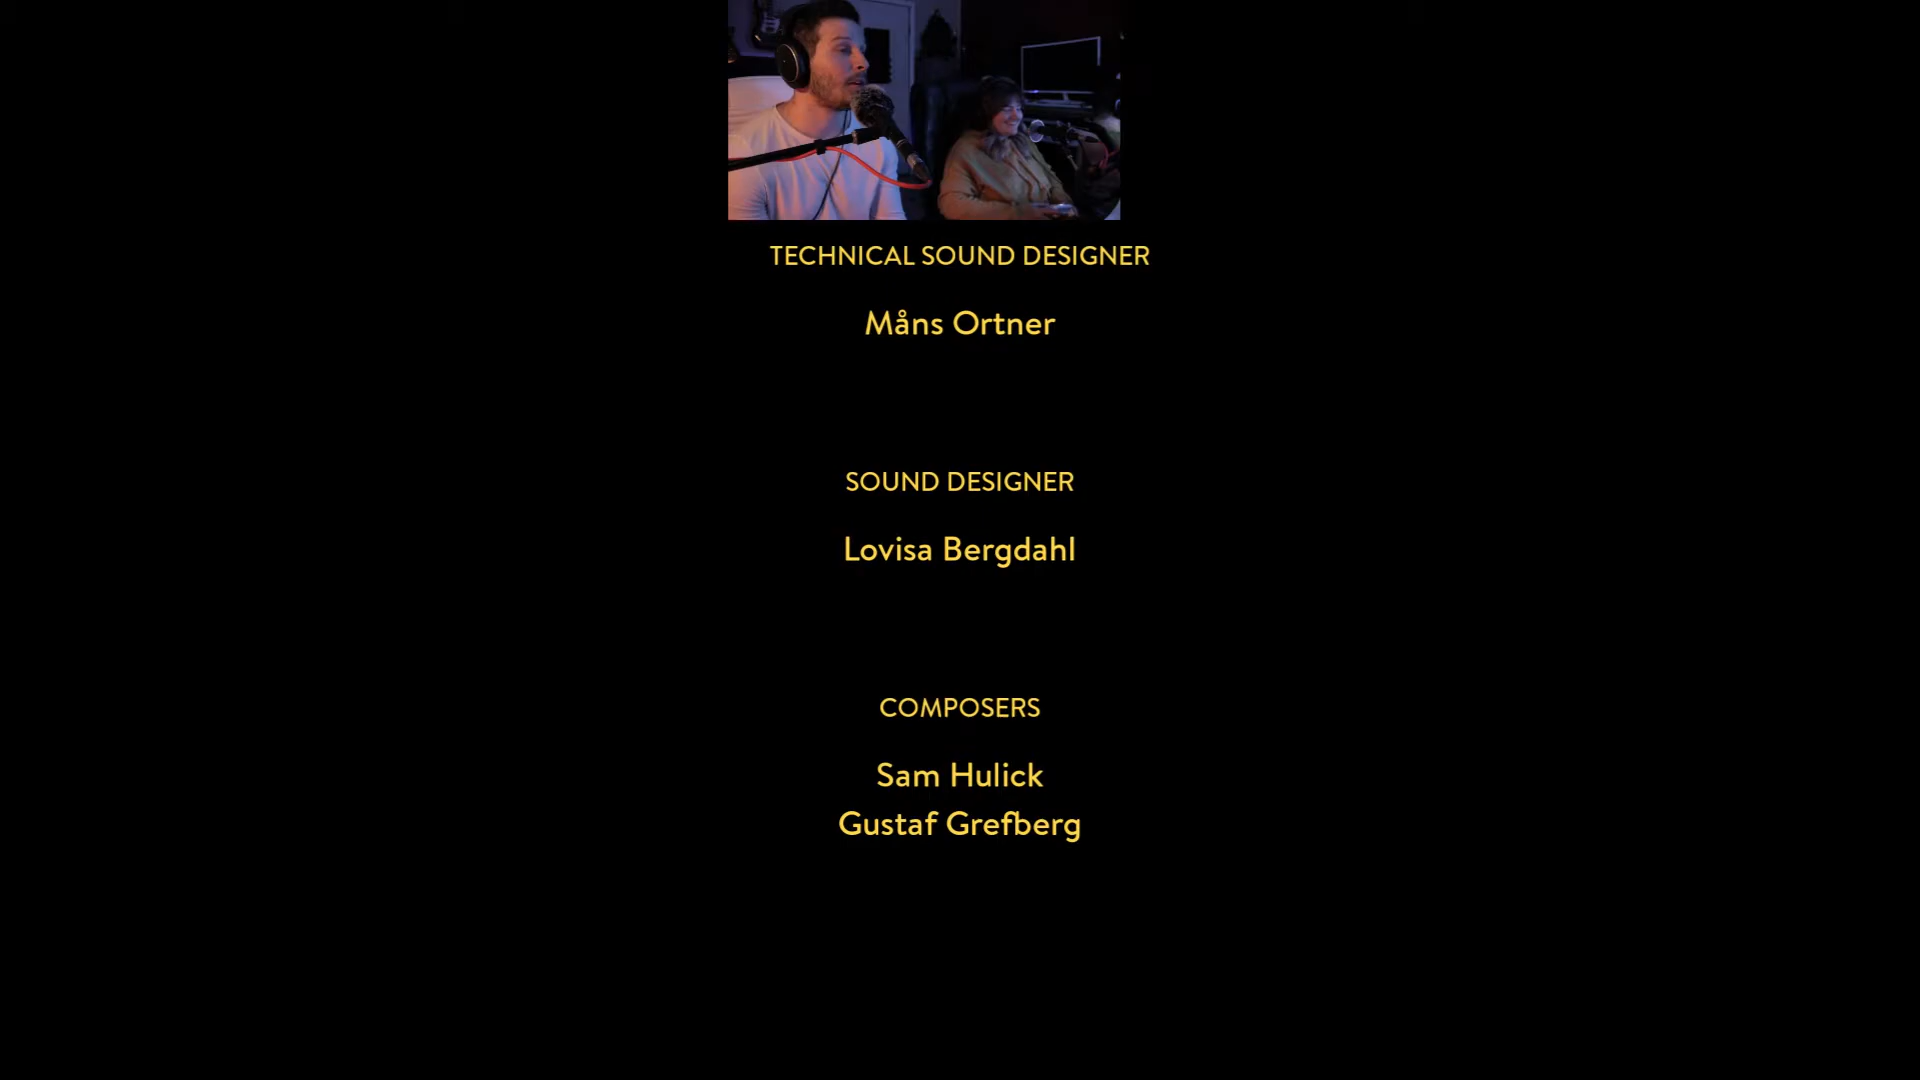 TECHNICAL SOUND DESIGNER
Måns Ortner
SOUND DESIGNER
Lovisa Bergdahl
COMPOSERS
Sam Hulick
Gustaf Grefberg